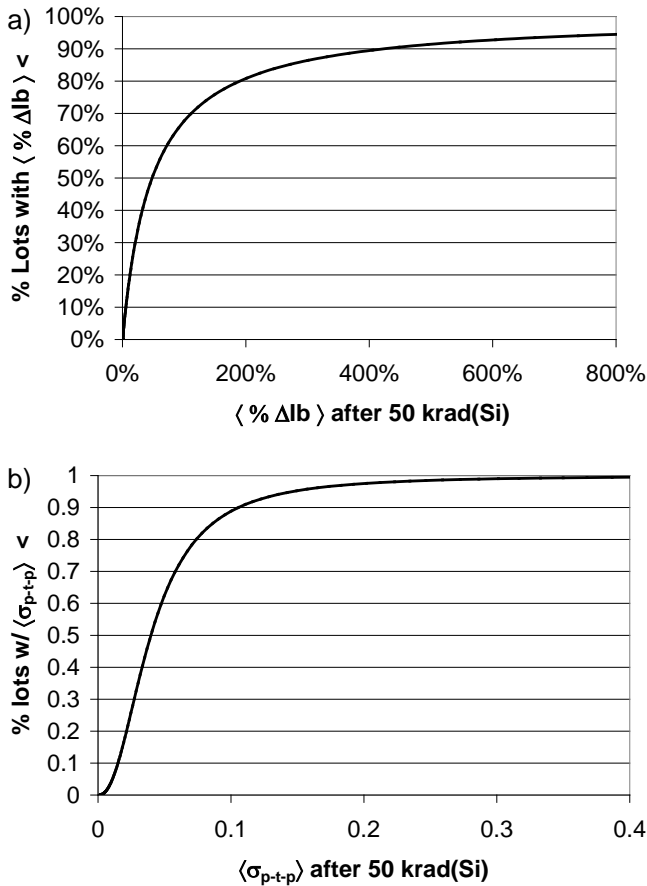 a)
% Lots with ⟨ % ΔIb ⟩ <
100%
90%
80%
70%
60%
50%
40%
30%
20%
10%
0%
0% 200% 400% 600% 800%
⟨ % ΔIb ⟩ after 50 krad(Si)
b)
% lots w/ ⟨σp-t-p⟩ <
1
0.9
0.8
0.7
0.6
0.5
0.4
0.3
0.2
0.1
0
0 0.1 0.2 0.3 0.4
⟨σp-t-p⟩ after 50 krad(Si)